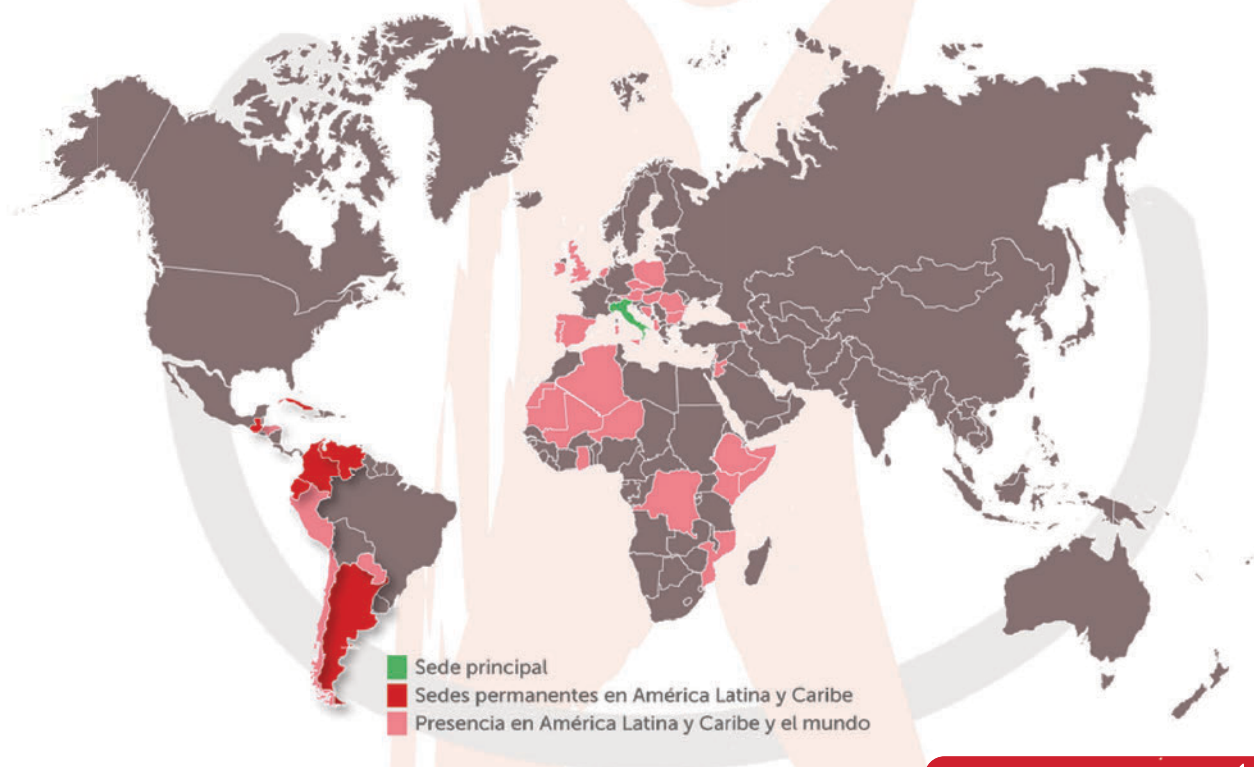 Sede principal
Sedes permanentes en América Latina y Caribe
Presencia en América Latina y Caribe y el mundo